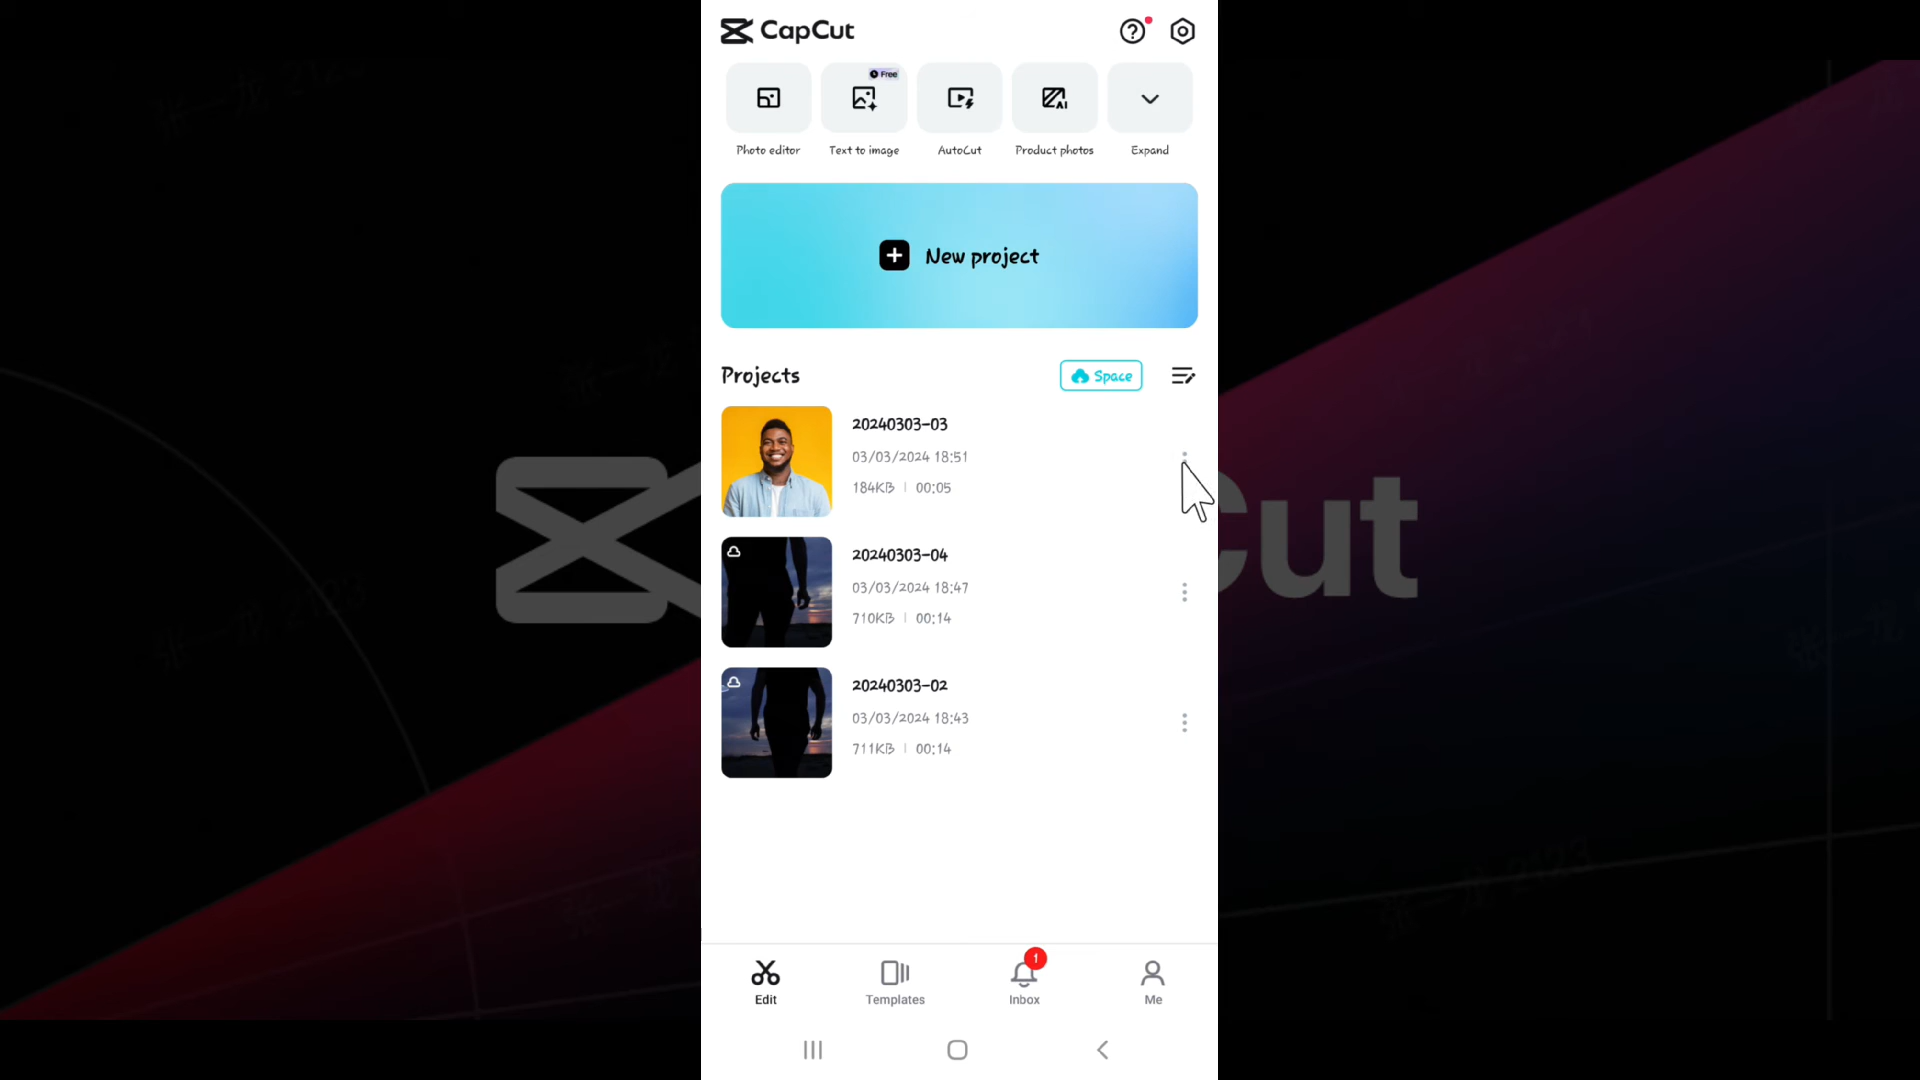 CapCut
Free
Photo editor
Text to image
AI
AutoCut
Product photos
Expand
New project
Projects
Space
20240303-03
03/03/2024 18:51
184KB | 00:05
20240303-04
03/03/2024 18:47
710KB | 00:14
20240303-02
03/03/2024 18:43
711KB | 00:14
Cut
1
Edit
Templates
Inbox
Me